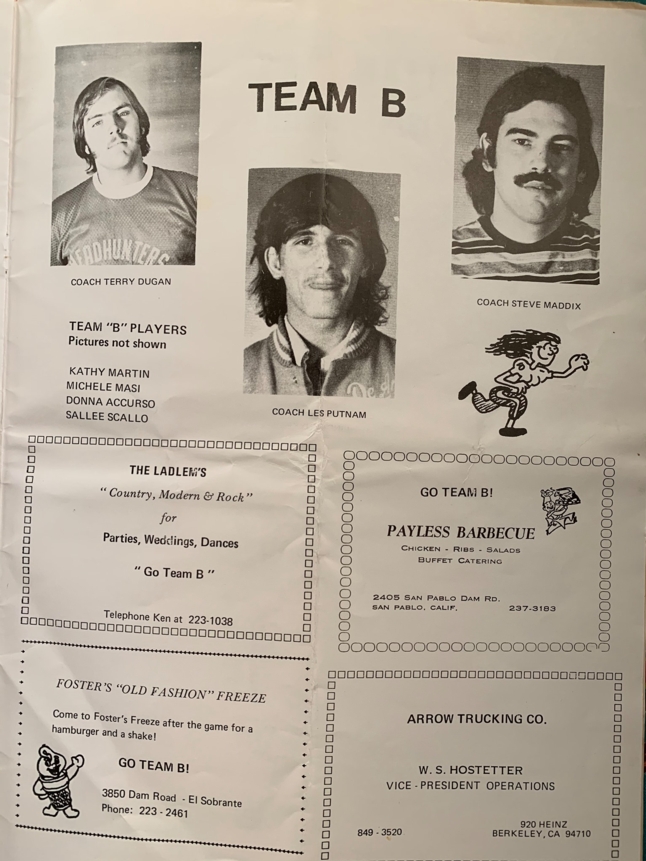 TEAM B
HEADHUNTERS
COACH TERRY DUGAN
COACH STEVE MADDIX
COACH LES PUTNAM
TEAM "B" PLAYERS
Pictures not shown
KATHY MARTIN
MICHELE MASI
DONNA ACCURSO
SALLEE SCALLO
THE LADLEM'S
" Country, Modern & Rock"
for
Parties, Weddings, Dances
" Go Team B "
Telephone Ken at 223-1038
GO TEAM B!
PAYLESS BARBECUE
CHICKEN - RIBS - SALADS
BUFFET CATERING
2405 SAN PABLO DAM RD.
SAN PABLO, CALIF. 237-3183
FOSTER'S "OLD FASHION" FREEZE
Come to Foster's Freeze after the game for a
hamburger and a shake!
GO TEAM B!
3850 Dam Road - El Sobrante
Phone: 223 - 2461
ARROW TRUCKING CO.
W. S. HOSTETTER
VICE - PRESIDENT OPERATIONS
849 - 3520
920 HEINZ
BERKELEY, CA 94710